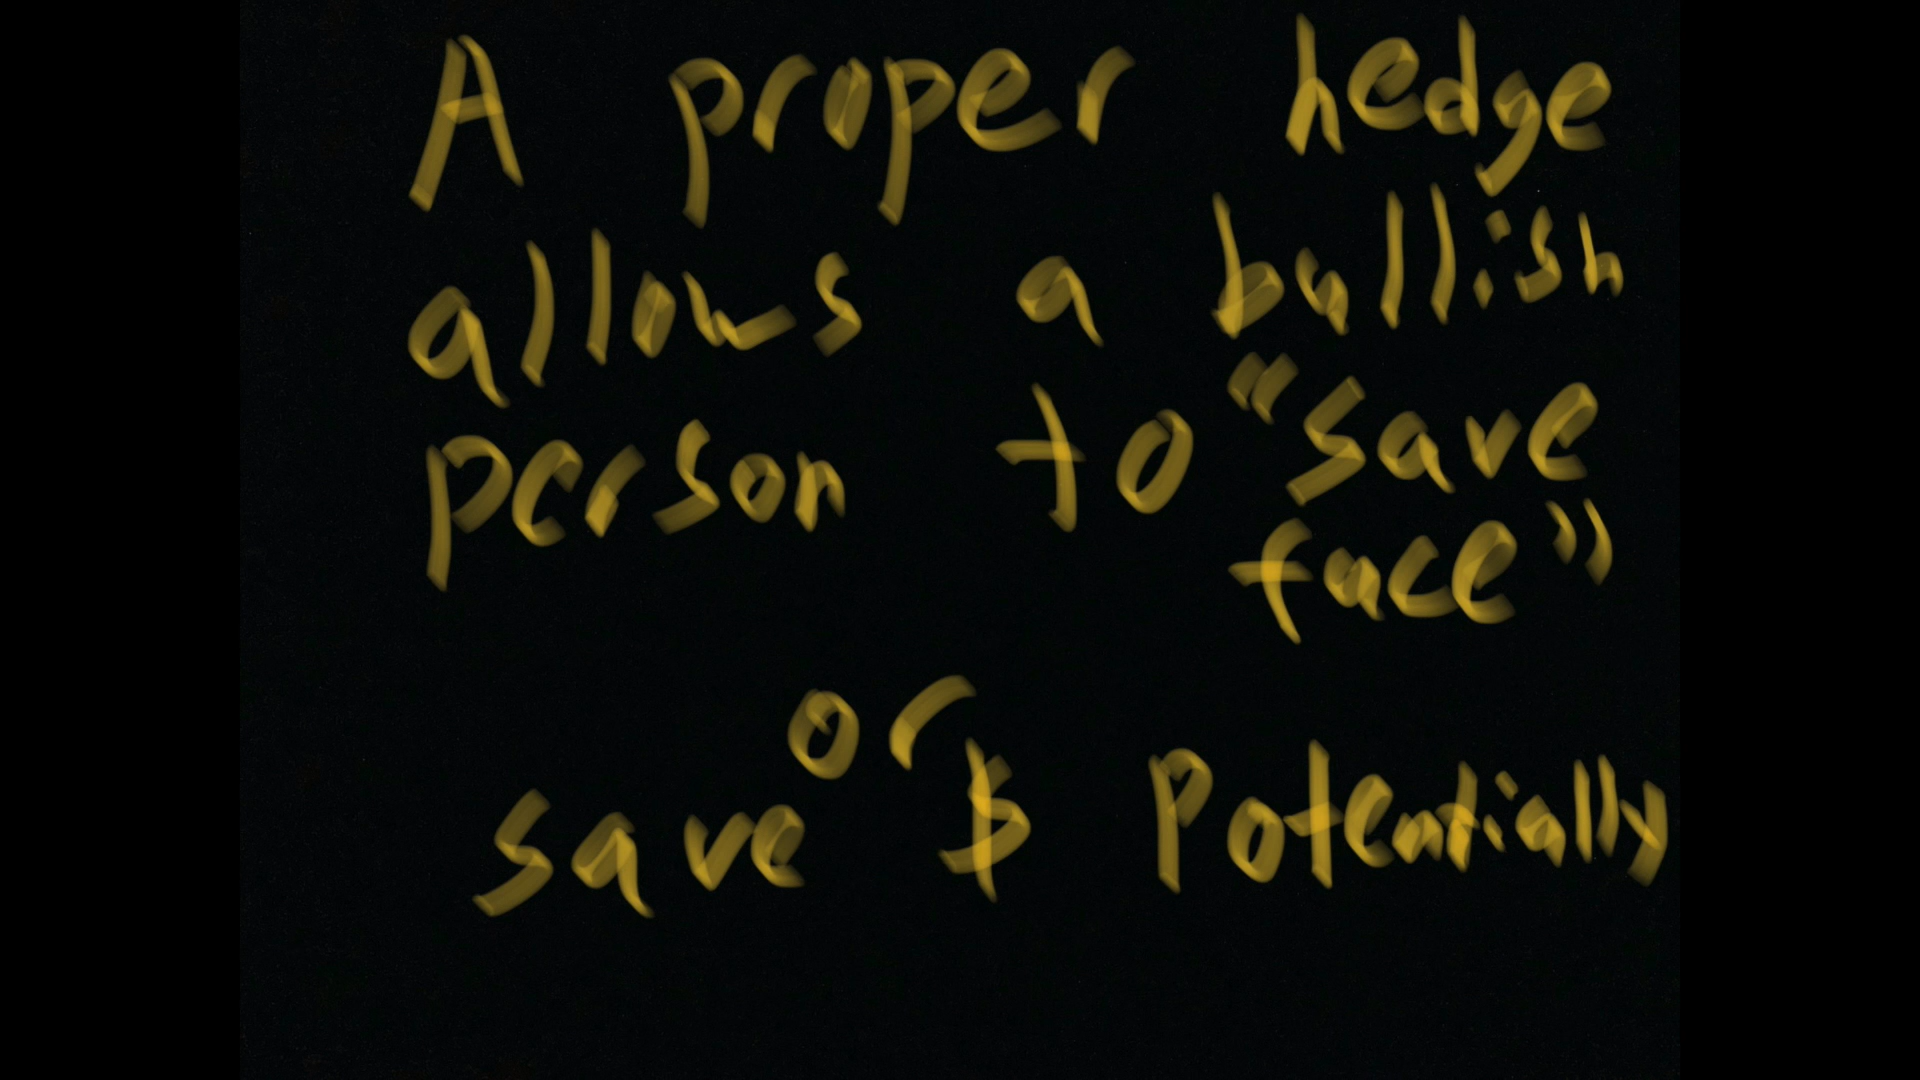 A proper hedge
allows a bullish
person to "save
face"
or
save $ Potentially